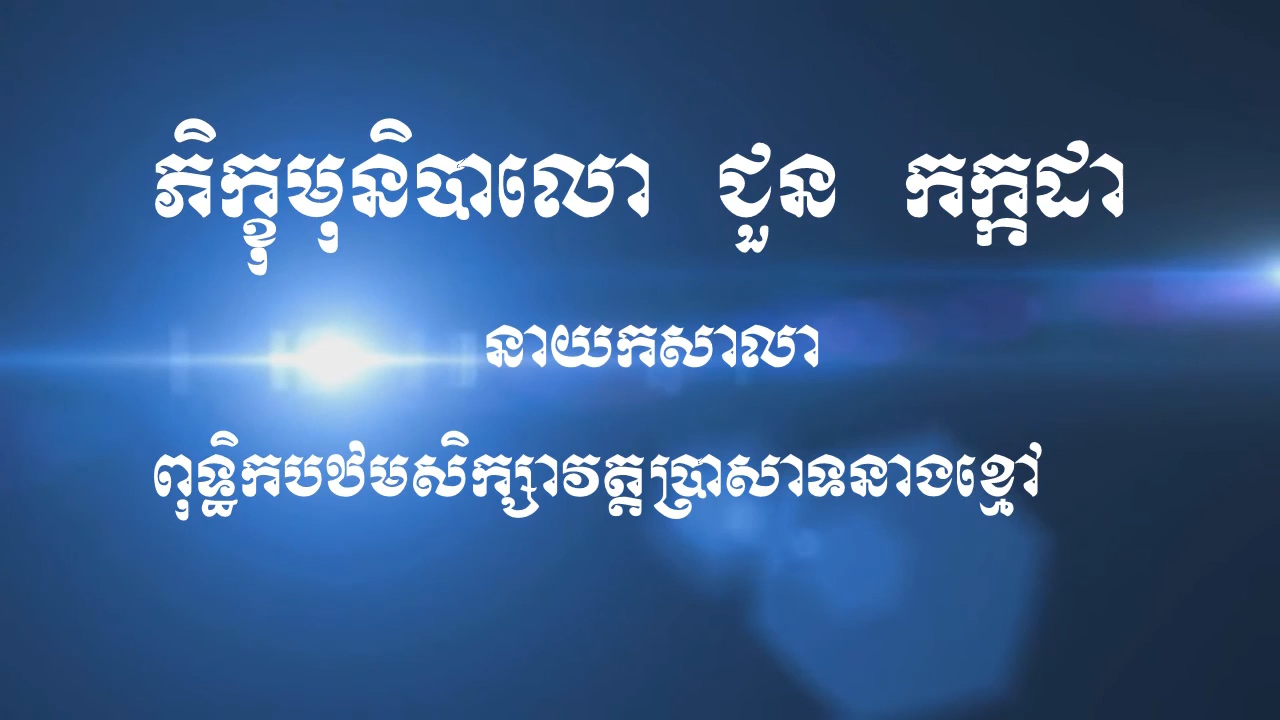 ភិក្ខុមុនិបាលោ ជួន កក្កដា
នាយកសាលា
ពុទ្ធិកបឋមសិក្សាវត្តប្រាសាទនាងខ្មៅ